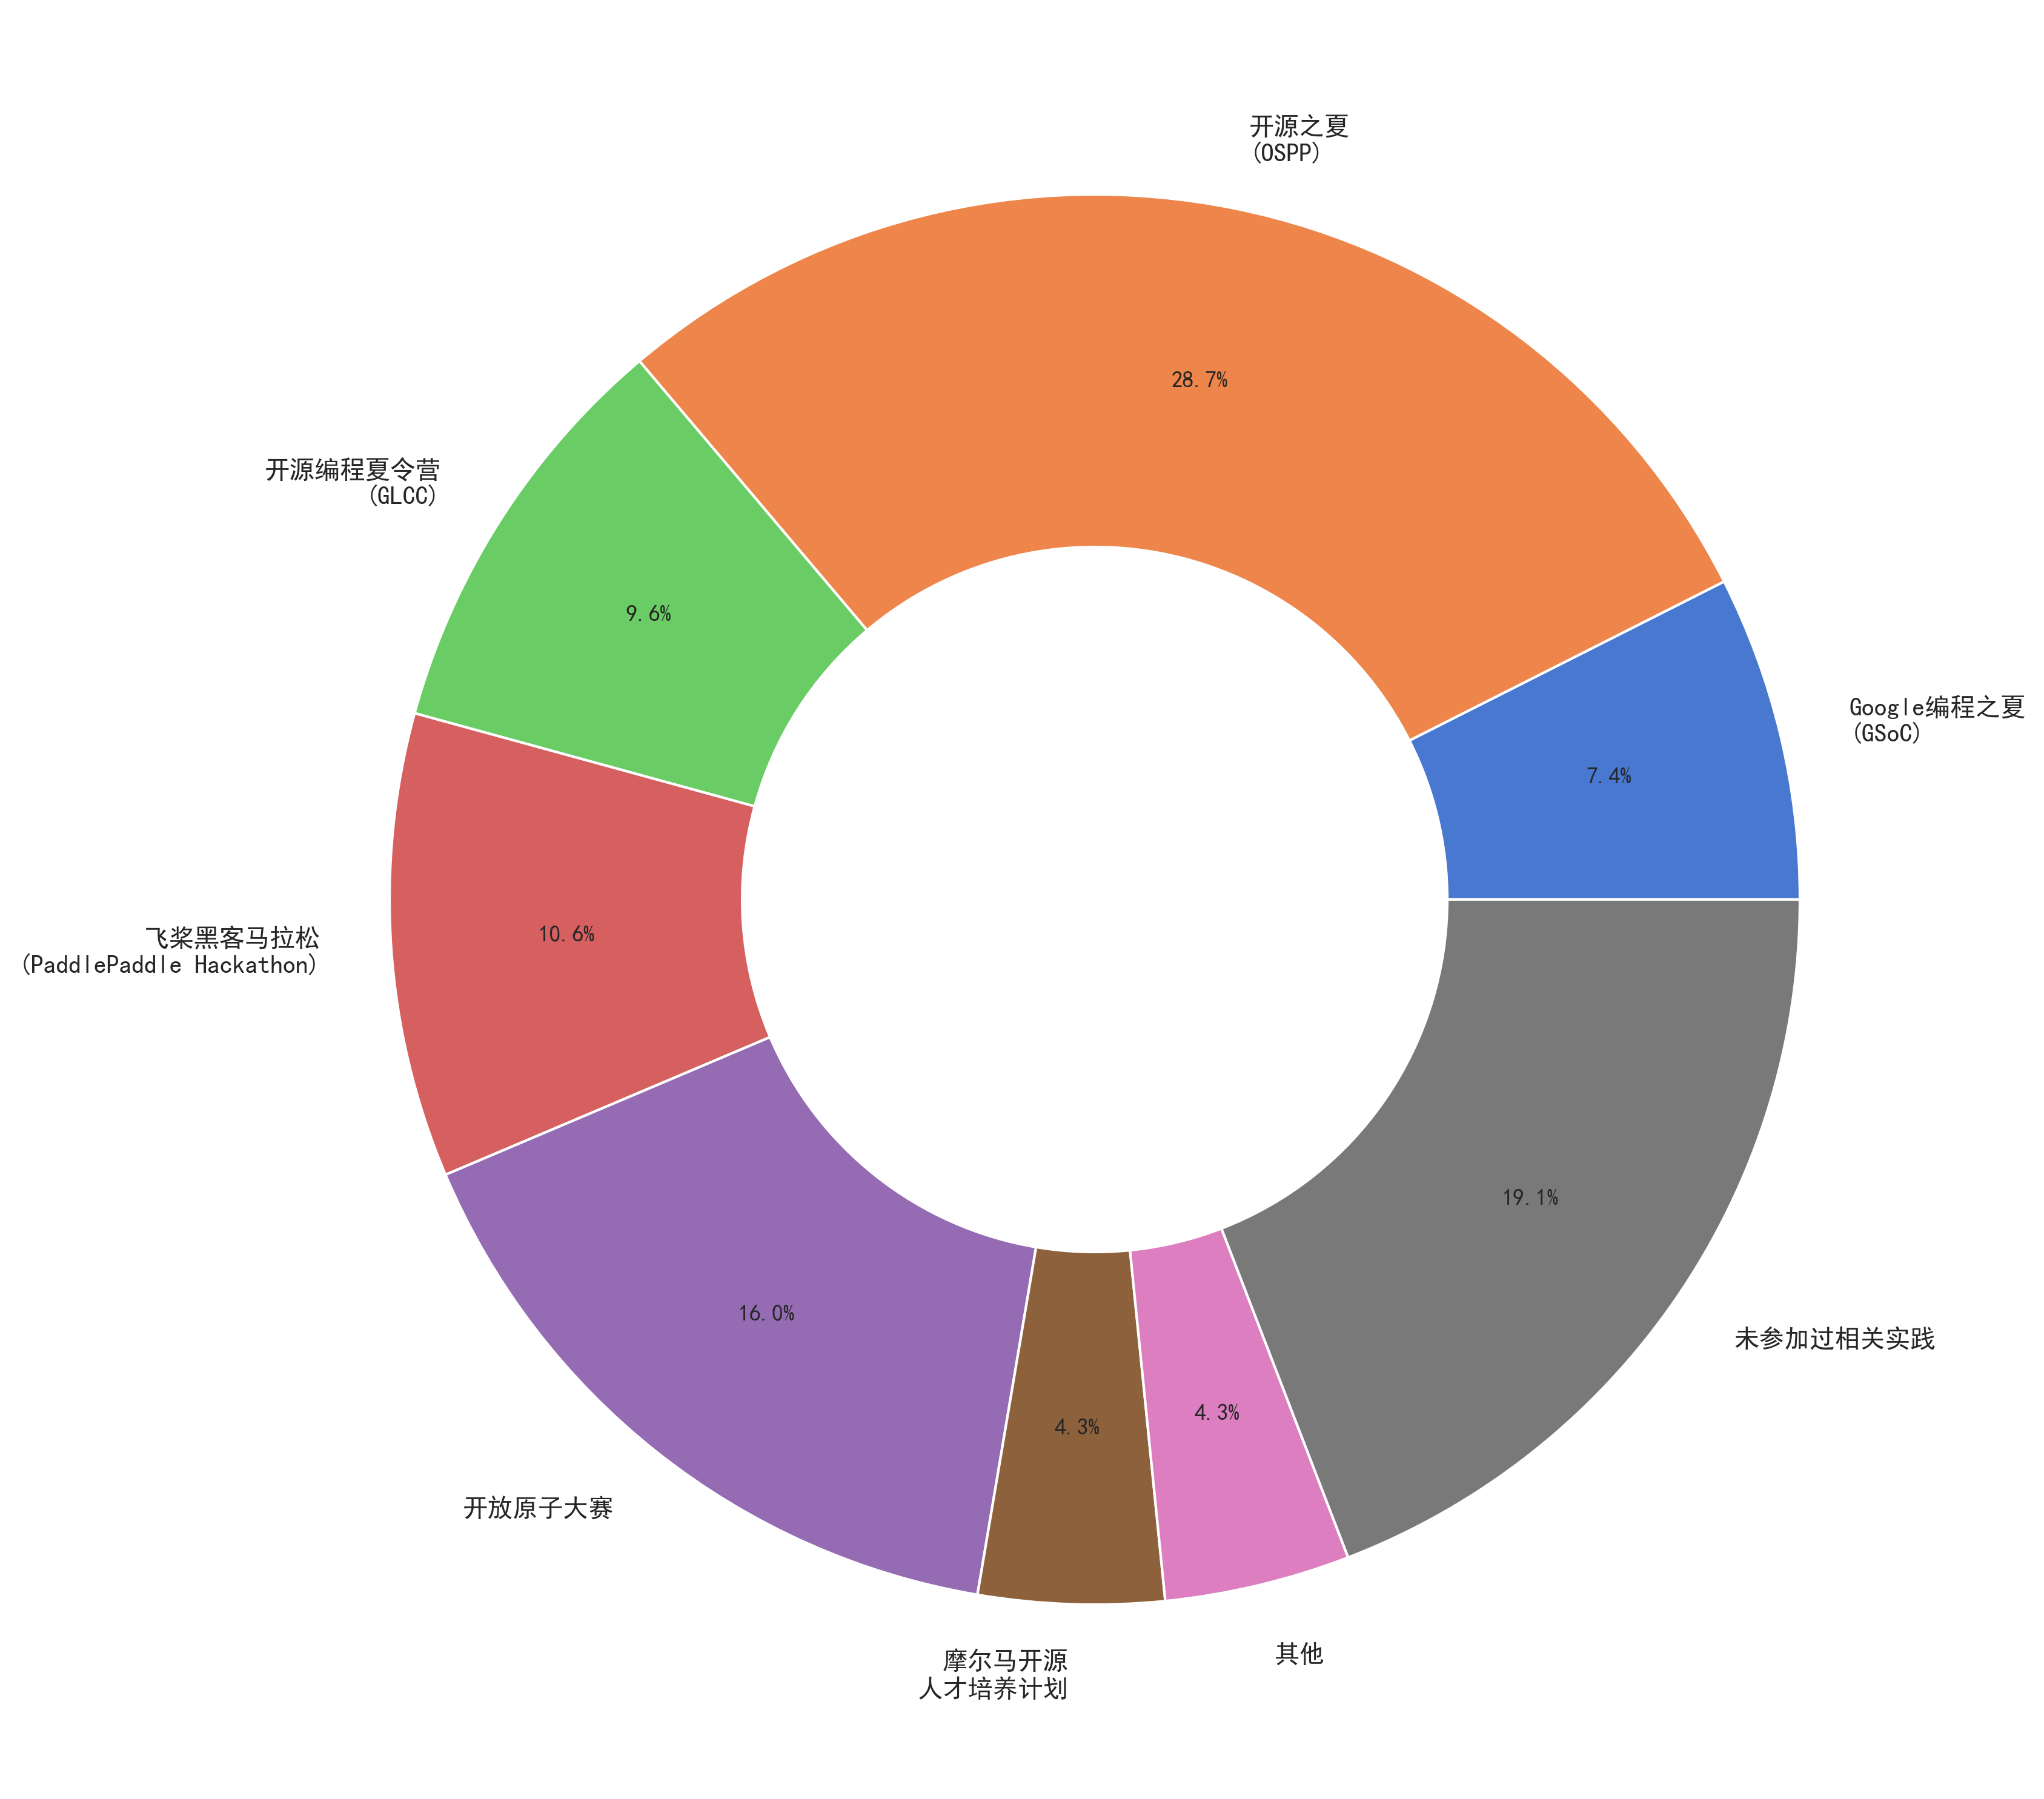 开源之夏
(OSPP)
28.7%
开源编程夏令营
(GLCC)
9.6%
Google编程之夏
(GSoC)
7.4%
飞桨黑客马拉松
(PaddlePaddle Hackathon)
10.6%
19.1%
未参加过相关实践
16.0%
开放原子大赛
4.3%
4.3%
摩尔马开源
人才培养计划
其他